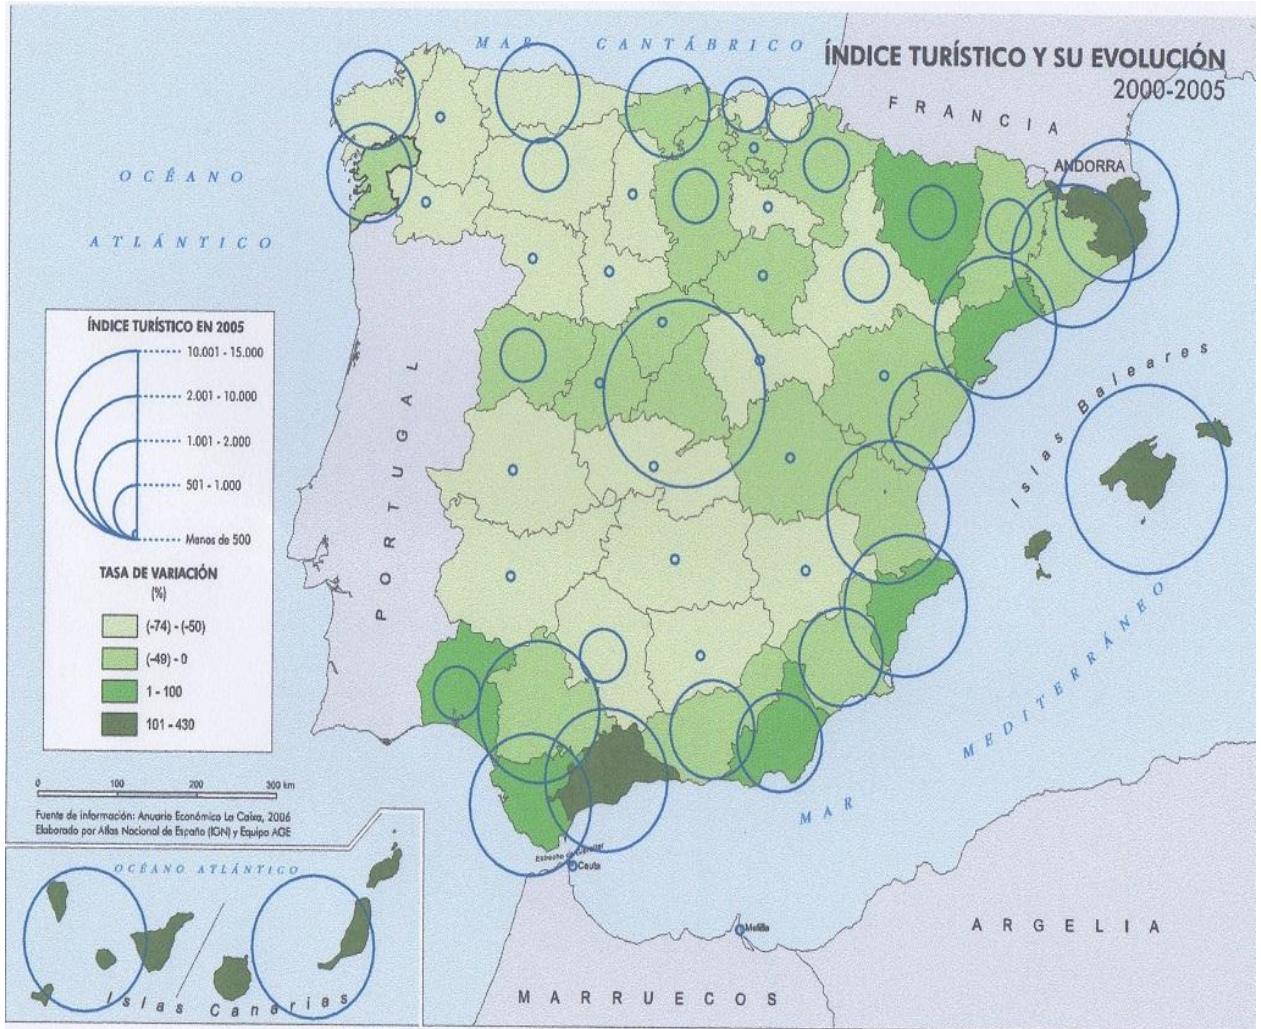 MAR CANTÁBRICO
ÍNDICE TURÍSTICO Y SU EVOLUCIÓN
2000-2005
FRANCIA
ANDORRA
OCÉANO
ATLÁNTICO
ÍNDICE TURÍSTICO EN 2005
10.001 - 15.000
2.001 - 10.000
1.001 - 2.000
501 - 1.000
Menos de 500
TASA DE VARIACIÓN
(%)
(-74) - (-50)
(-49) - 0
1 - 100
101 - 430
PORTUGAL
Islas Baleares
MAR MEDITERRÁNEO
0 100 200 300 km
Fuente de información: Anuario Económico La Caixa, 2006
Elaborado por Atlas Nacional de España (IGN) y Equipo AGE
Estrecho de Gibraltar
Ceuta
Melilla
OCÉANO ATLÁNTICO
Islas Canarias
MARRUECOS
ARGELIA